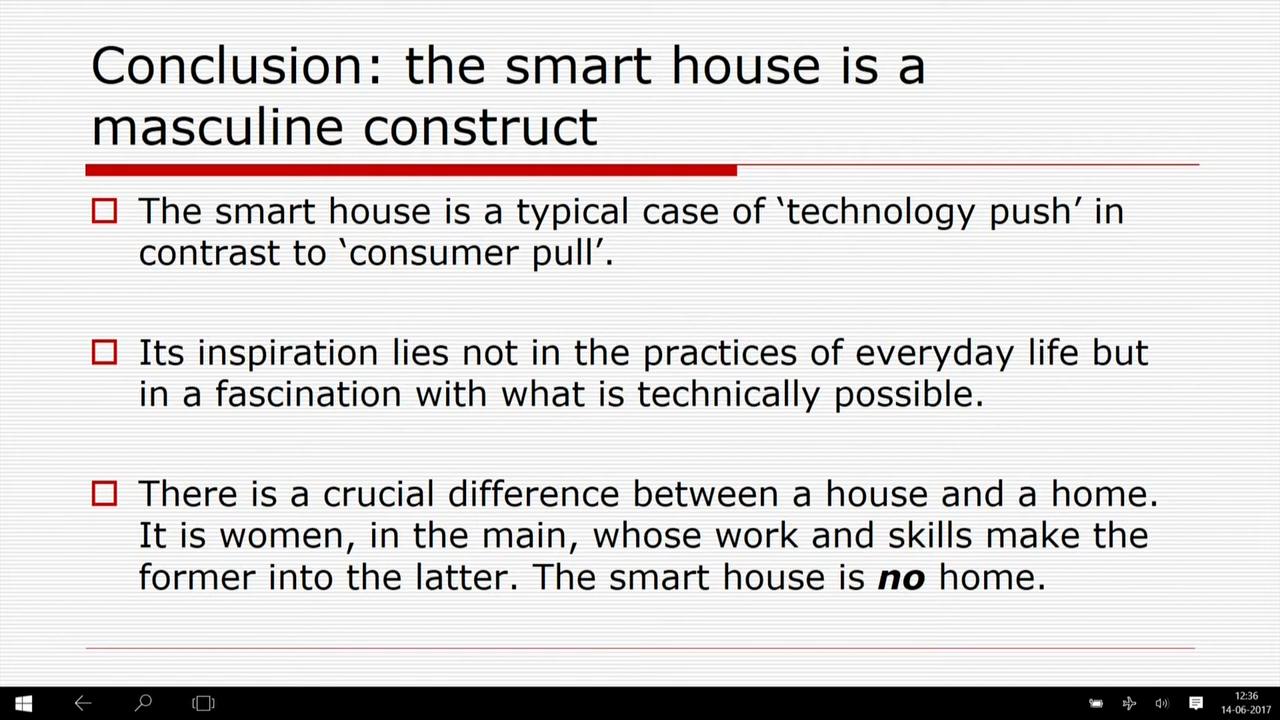 Conclusion: the smart house is a
masculine construct
The smart house is a typical case of ‘technology push’ in
contrast to ‘consumer pull’.
Its inspiration lies not in the practices of everyday life but
in a fascination with what is technically possible.
There is a crucial difference between a house and a home.
It is women, in the main, whose work and skills make the
former into the latter. The smart house is no home.
12:36
14-06-2017